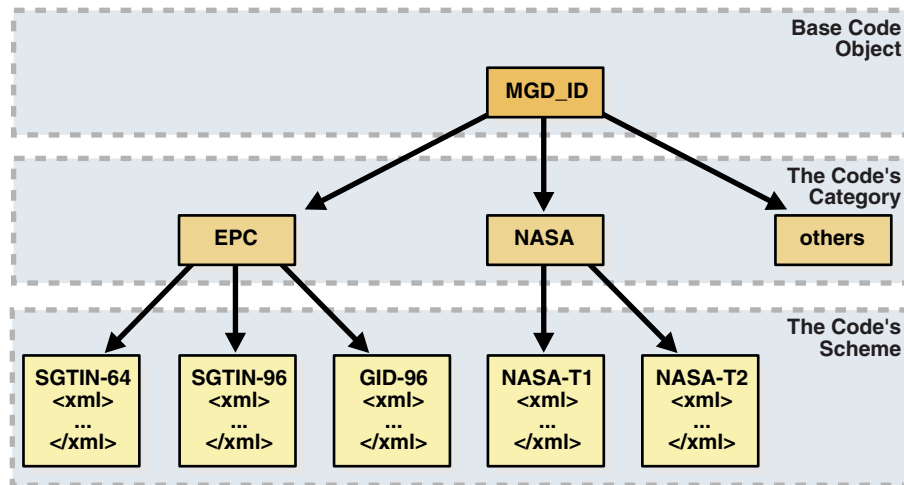 Base Code
Object
MGD_ID
The Code's
Category
EPC
NASA
others
The Code's
Scheme
SGTIN-64
<xml>
...
</xml>
SGTIN-96
<xml>
...
</xml>
GID-96
<xml>
...
</xml>
NASA-T1
<xml>
...
</xml>
NASA-T2
<xml>
...
</xml>